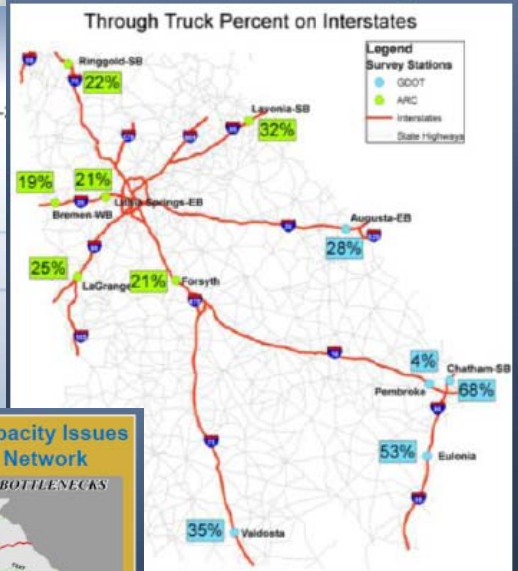 Through Truck Percent on Interstates
Legend
Survey Stations
GDOT
ARC
Interstates
State Highways
Ringgold-SB
22%
Lavonia-SB
32%
19%
21%
Lithia Springs-EB
Bremen-WB
Augusta-EB
28%
25%
LaGrange
21%
Forsyth
4%
Chatham-SB
Pembroke
68%
53%
Eulonia
35%
Valdosta
pacity Issues
Network
BOTTLENECKS